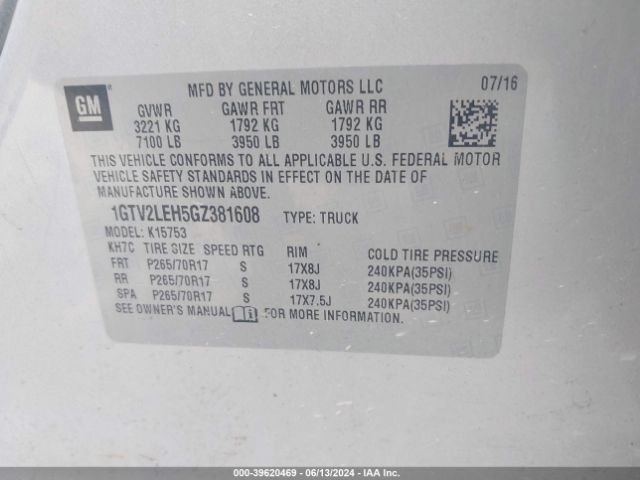 GM
MFD BY GENERAL MOTORS LLC 07/16
GVWR GAWR FRT GAWR RR
3221 KG 1792 KG 1792 KG
7100 LB 3950 LB 3950 LB
THIS VEHICLE CONFORMS TO ALL APPLICABLE U.S. FEDERAL MOTOR
VEHICLE SAFETY STANDARDS IN EFFECT ON THE DATE OF
MANUFACTURE SHOWN ABOVE.
1GTV2LEH5GZ381608 TYPE: TRUCK
MODEL: K15753
KH7C TIRE SIZE SPEED RTG RIM COLD TIRE PRESSURE
FRT P265/70R17 S 17X8J 240KPA(35PSI)
RR P265/70R17 S 17X8J 240KPA(35PSI)
SPA P265/70R17 S 17X7.5J 240KPA(35PSI)
SEE OWNER'S MANUAL FOR MORE INFORMATION.
000-39620469 - 06/13/2024 - IAA Inc.